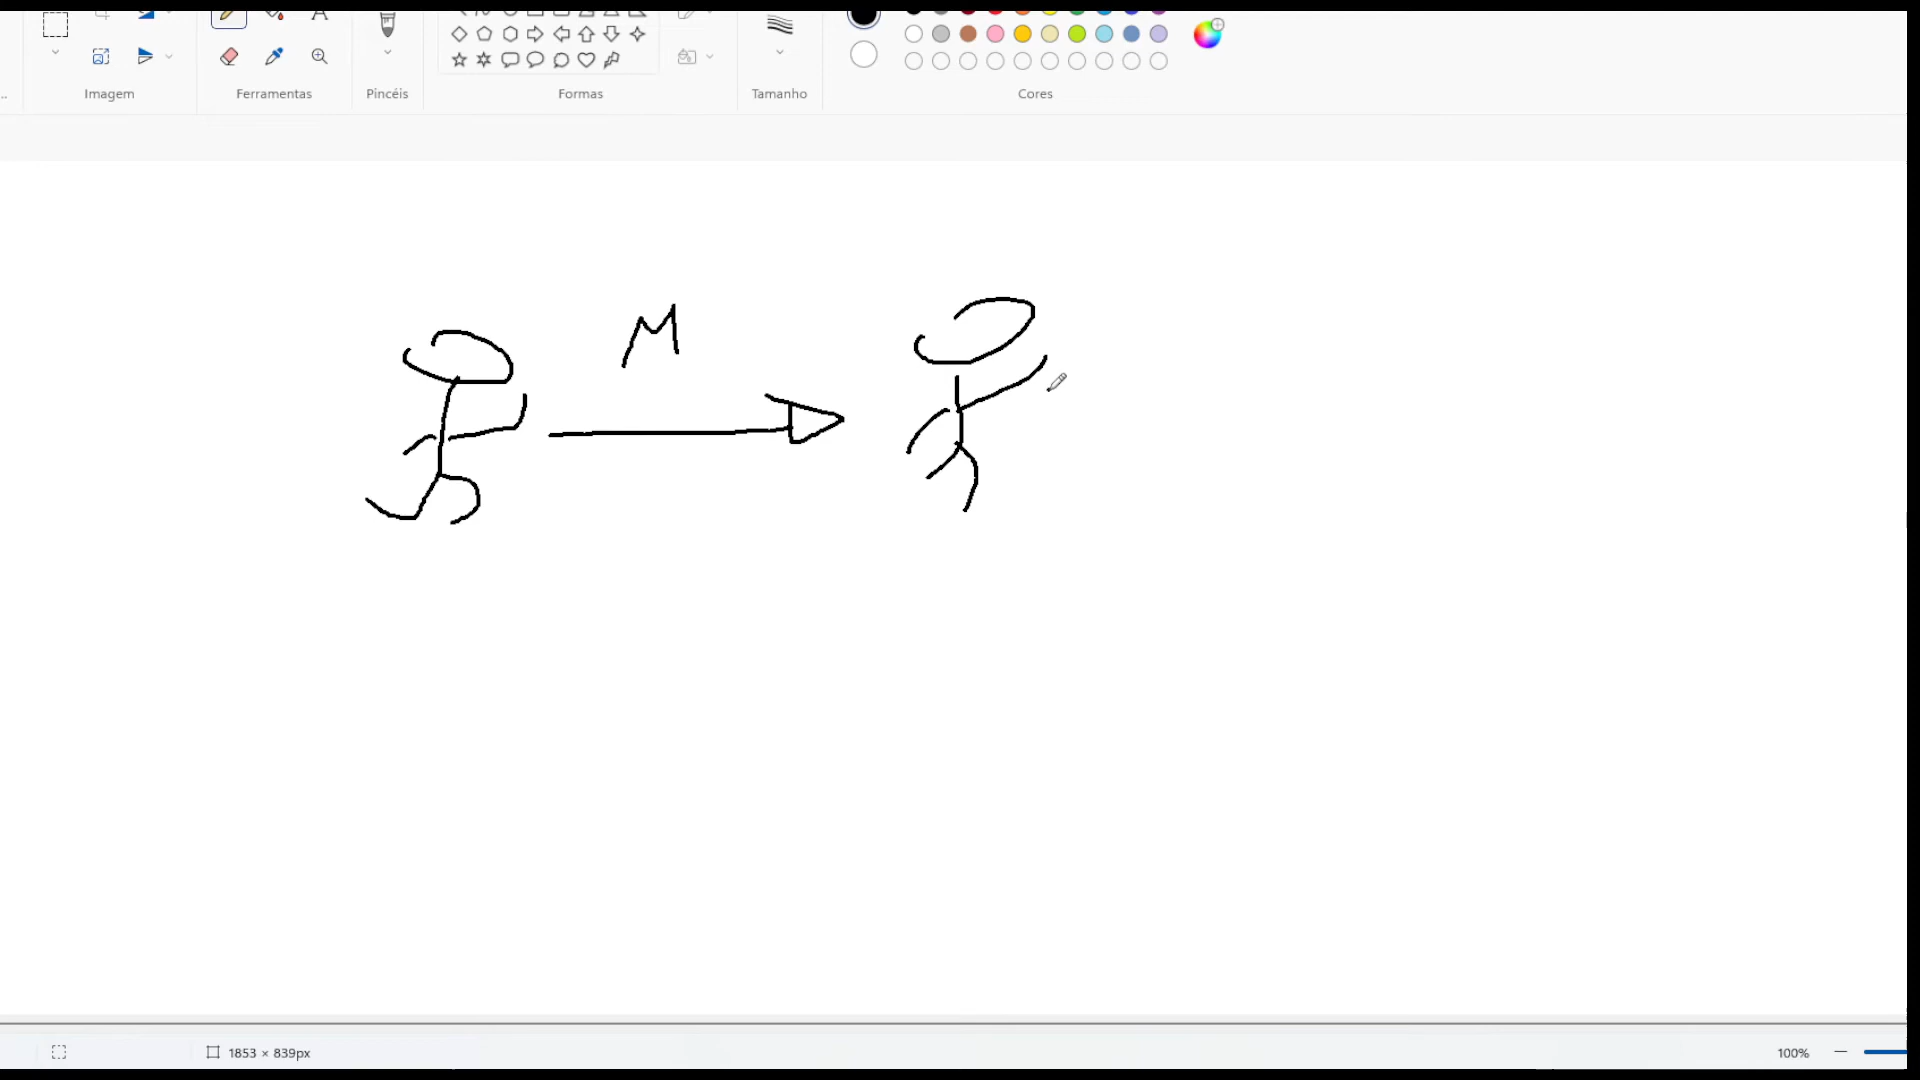 ...
Imagem
Ferramentas
Pincéis
Formas
Tamanho
Cores
M
1853 × 839px
100%